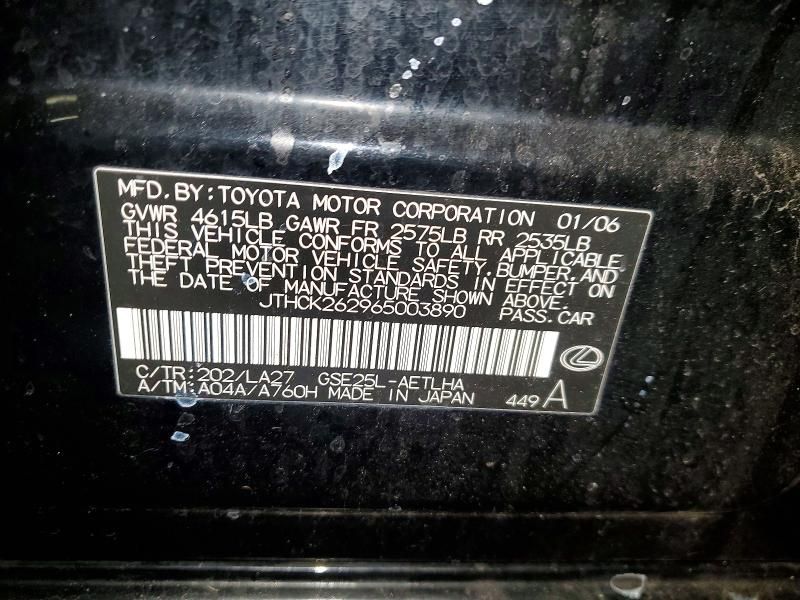 MFD. BY: TOYOTA MOTOR CORPORATION 01/06
GVWR 4615LB GAWR FR 2575LB RR 2535LB
THIS VEHICLE CONFORMS TO ALL APPLICABLE
FEDERAL MOTOR VEHICLE SAFETY, BUMPER, AND
THEFT PREVENTION STANDARDS IN EFFECT ON
THE DATE OF MANUFACTURE SHOWN ABOVE.
JTHCK262965003890 PASS. CAR
C/TR: 202/LA27 GSE25L-AETLHA
A/TM: A04A/A760H MADE IN JAPAN 449 A